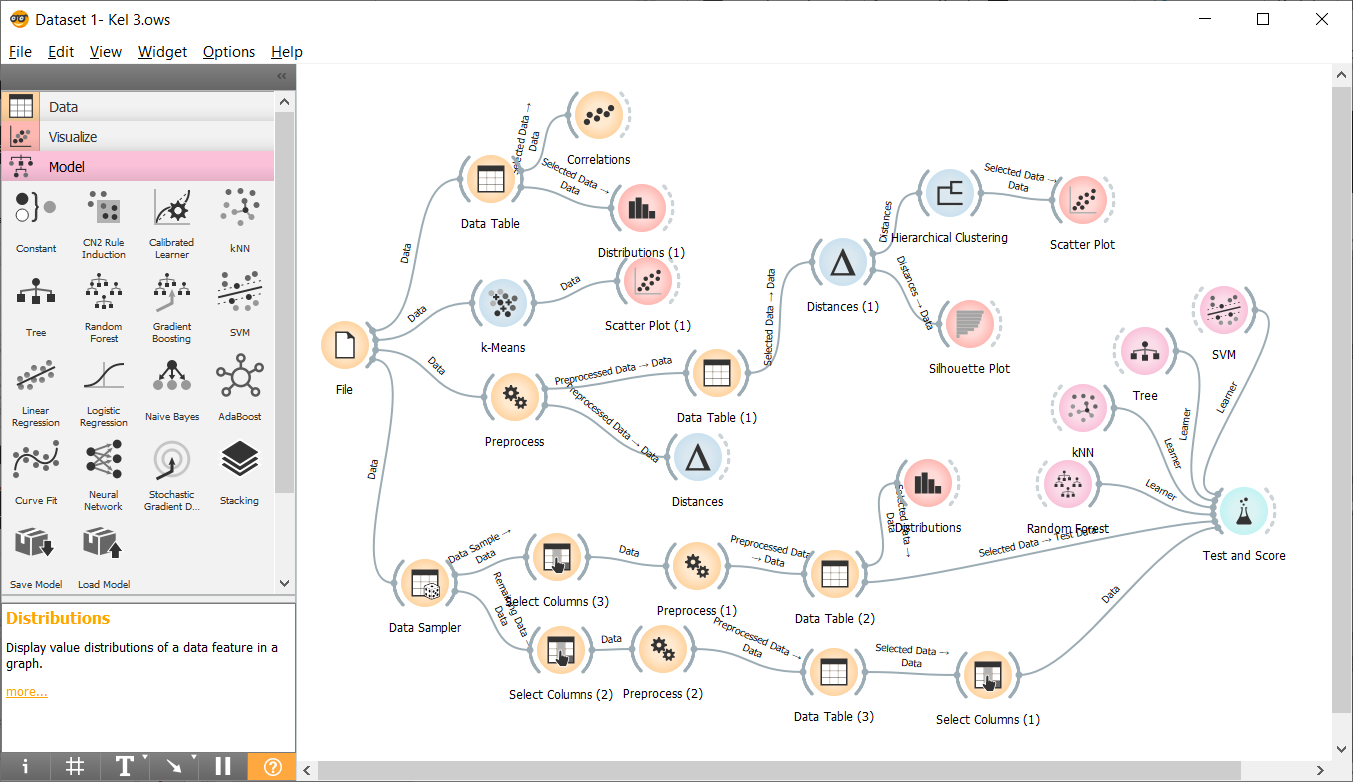 Dataset 1- Kel 3.ows
File Edit View Widget Options Help
Data
Visualize
Model
Constant
CN2 Rule
Induction
Calibrated
Learner
kNN
Tree
Random
Forest
Gradient
Boosting
SVM
Linear
Regression
Logistic
Regression
Naive Bayes
AdaBoost
Curve Fit
Neural
Network
Stochastic
Gradient D...
Stacking
Save Model
Load Model
Distributions
Display value distributions of a data feature in a
graph.
more...
File
Data
Data
Data
Data
Data Table
Selected Data →
Data
Correlations
Selected Data →
Data
Distributions (1)
k-Means
Data
Scatter Plot (1)
Preprocess
Preprocessed Data → Data
Data Table (1)
Preprocessed Data → Data
Distances
Selected Data → Data
Distances (1)
Distances
Hierarchical Clustering
Selected Data →
Data
Scatter Plot
Distances → Data
Silhouette Plot
SVM
Learner
Tree
Learner
kNN
Learner
Random Forest
Learner
Test and Score
Data Sampler
Data Sample →
Data
Select Columns (3)
Data
Preprocess (1)
Preprocessed Data
→ Data
Data Table (2)
Selected Data →
Data
Distributions
Selected Data → Test Data
Remaining Data →
Data
Select Columns (2)
Data
Preprocess (2)
Preprocessed Data →
Data
Data Table (3)
Selected Data →
Data
Select Columns (1)
Data